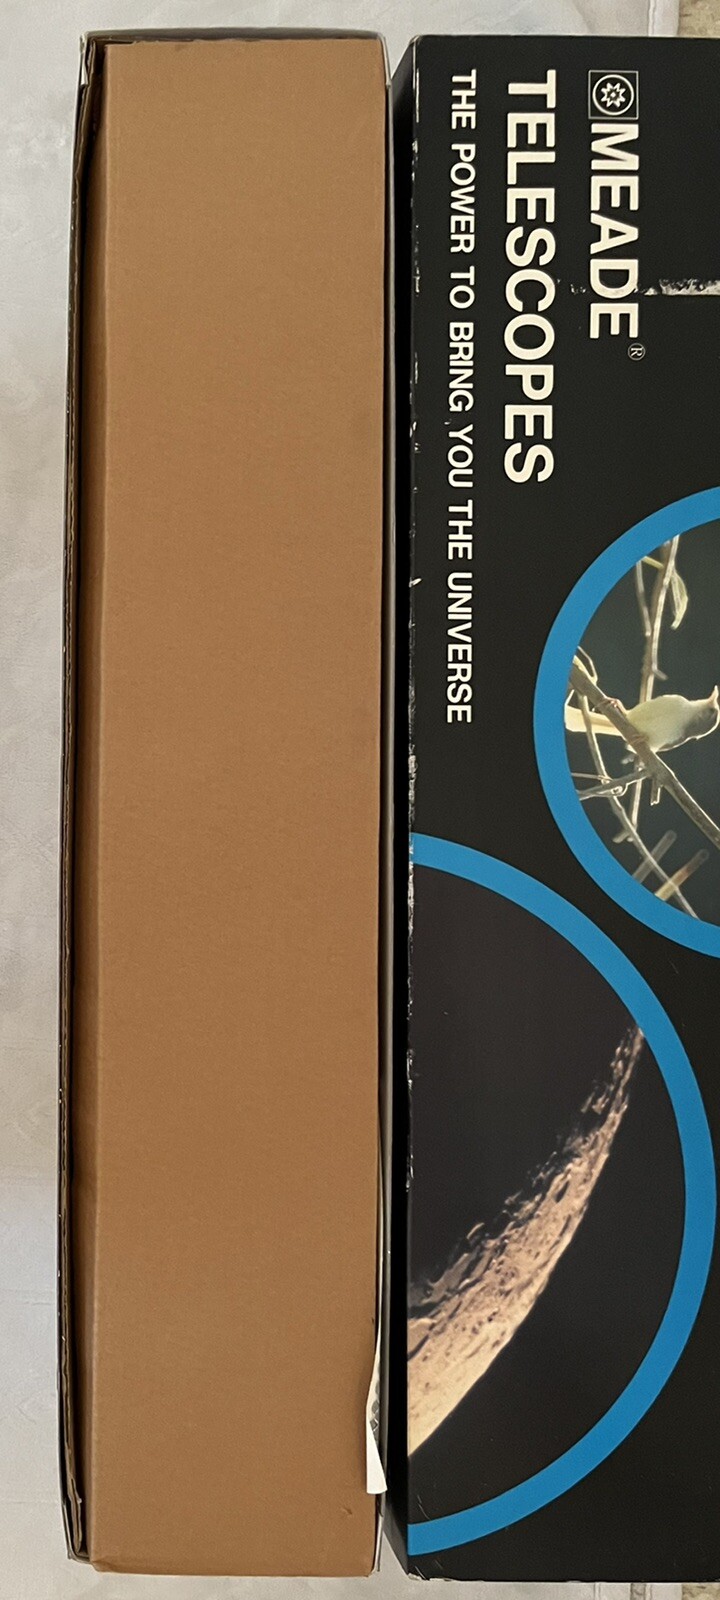 MEADE®
TELESCOPES
THE POWER TO BRING YOU THE UNIVERSE